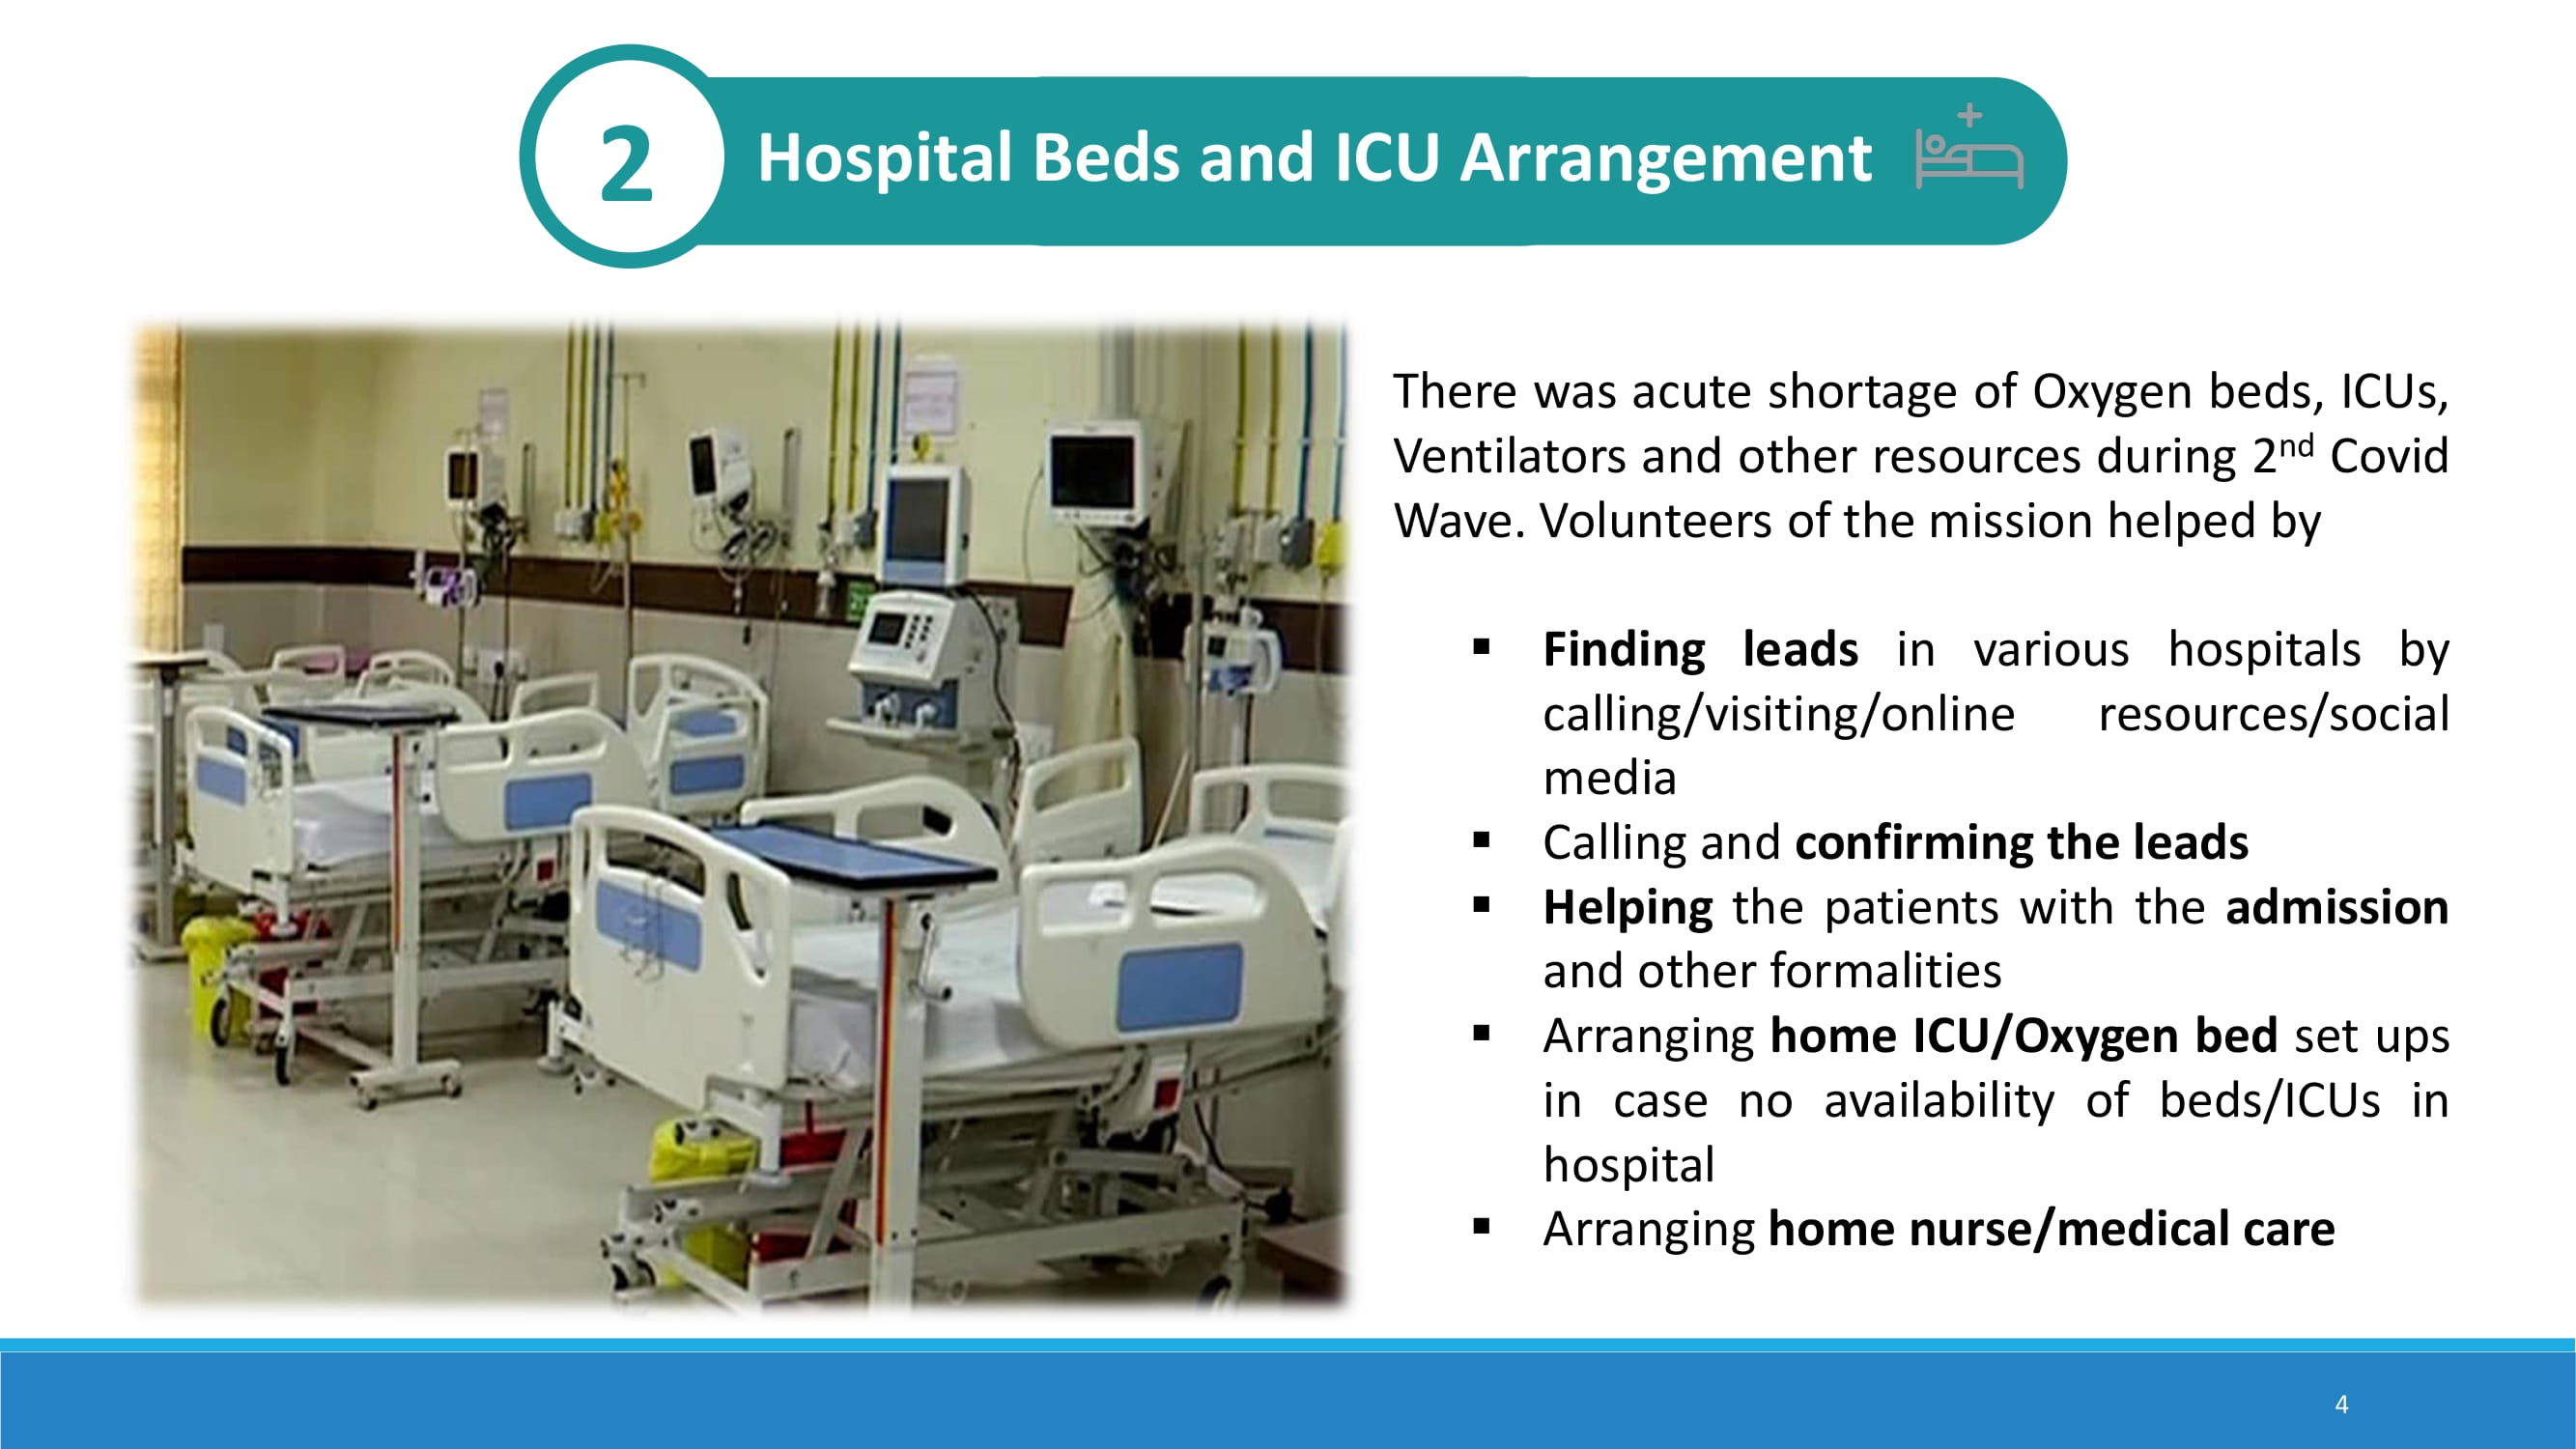 2
Hospital Beds and ICU Arrangement
There was acute shortage of Oxygen beds, ICUs,
Ventilators and other resources during 2nd Covid
Wave. Volunteers of the mission helped by
▪ Finding leads in various hospitals by
calling/visiting/online resources/social
media
▪ Calling and confirming the leads
▪ Helping the patients with the admission
and other formalities
▪ Arranging home ICU/Oxygen bed set ups
in case no availability of beds/ICUs in
hospital
▪ Arranging home nurse/medical care
4